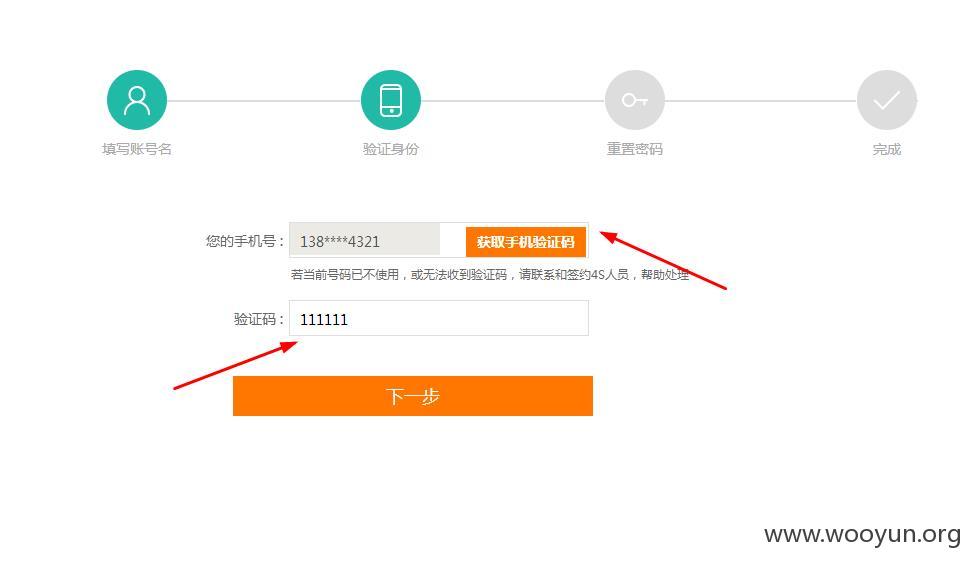 填写账号名 验证身份 重置密码 完成
您的手机号： 138****4321 获取手机验证码
若当前号码已不使用，或无法收到验证码，请联系和签约4S人员，帮助处理
验证码： 111111
下一步
www.wooyun.org